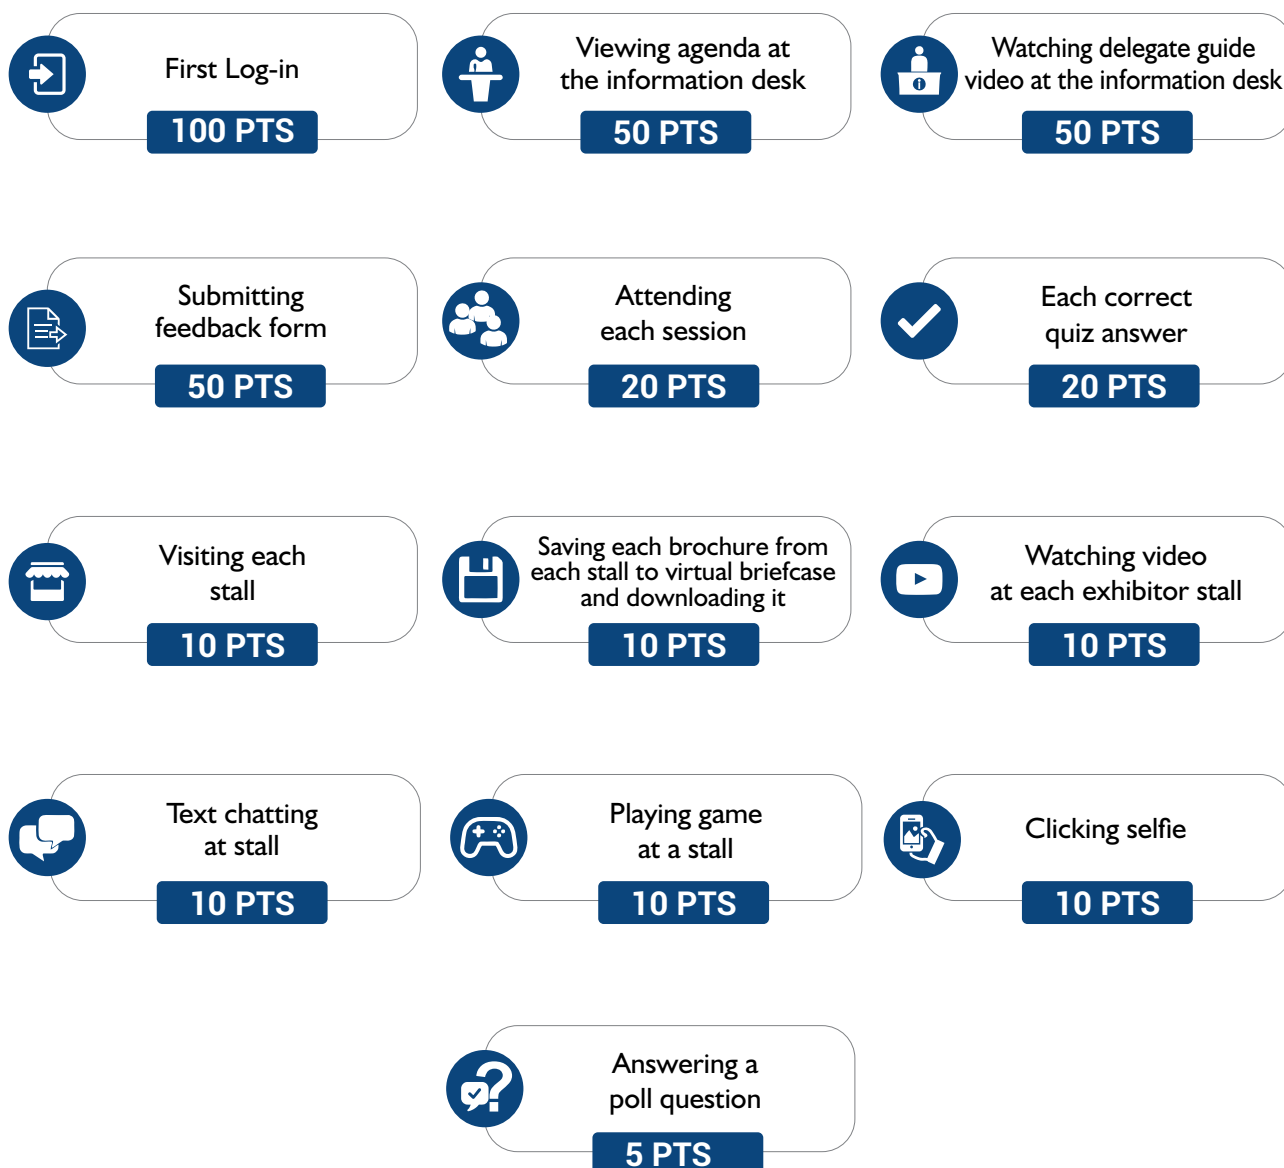 First Log-in
100 PTS
Viewing agenda at
the information desk
50 PTS
Watching delegate guide
video at the information desk
50 PTS
Submitting
feedback form
50 PTS
Attending
each session
20 PTS
Each correct
quiz answer
20 PTS
Visiting each
stall
10 PTS
Saving each brochure from
each stall to virtual briefcase
and downloading it
10 PTS
Watching video
at each exhibitor stall
10 PTS
Text chatting
at stall
10 PTS
Playing game
at a stall
10 PTS
Clicking selfie
10 PTS
Answering a
poll question
5 PTS